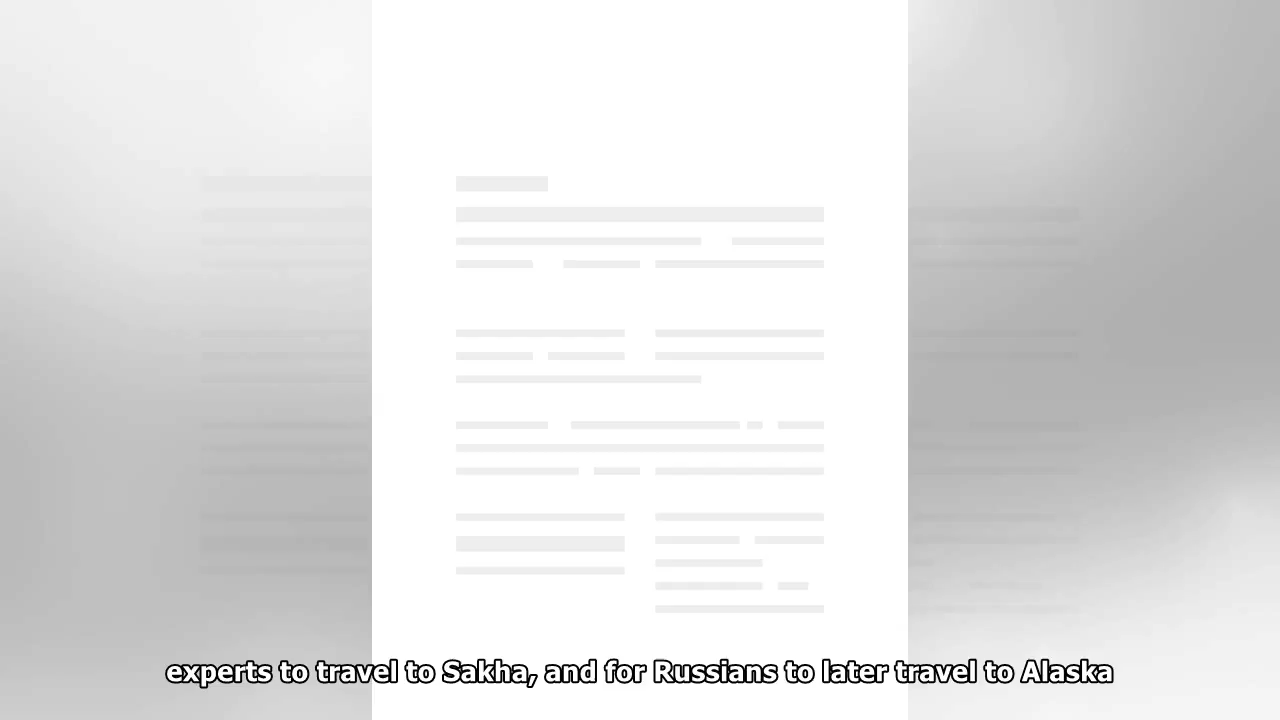 experts to travel to Sakha, and for Russians to later travel to Alaska